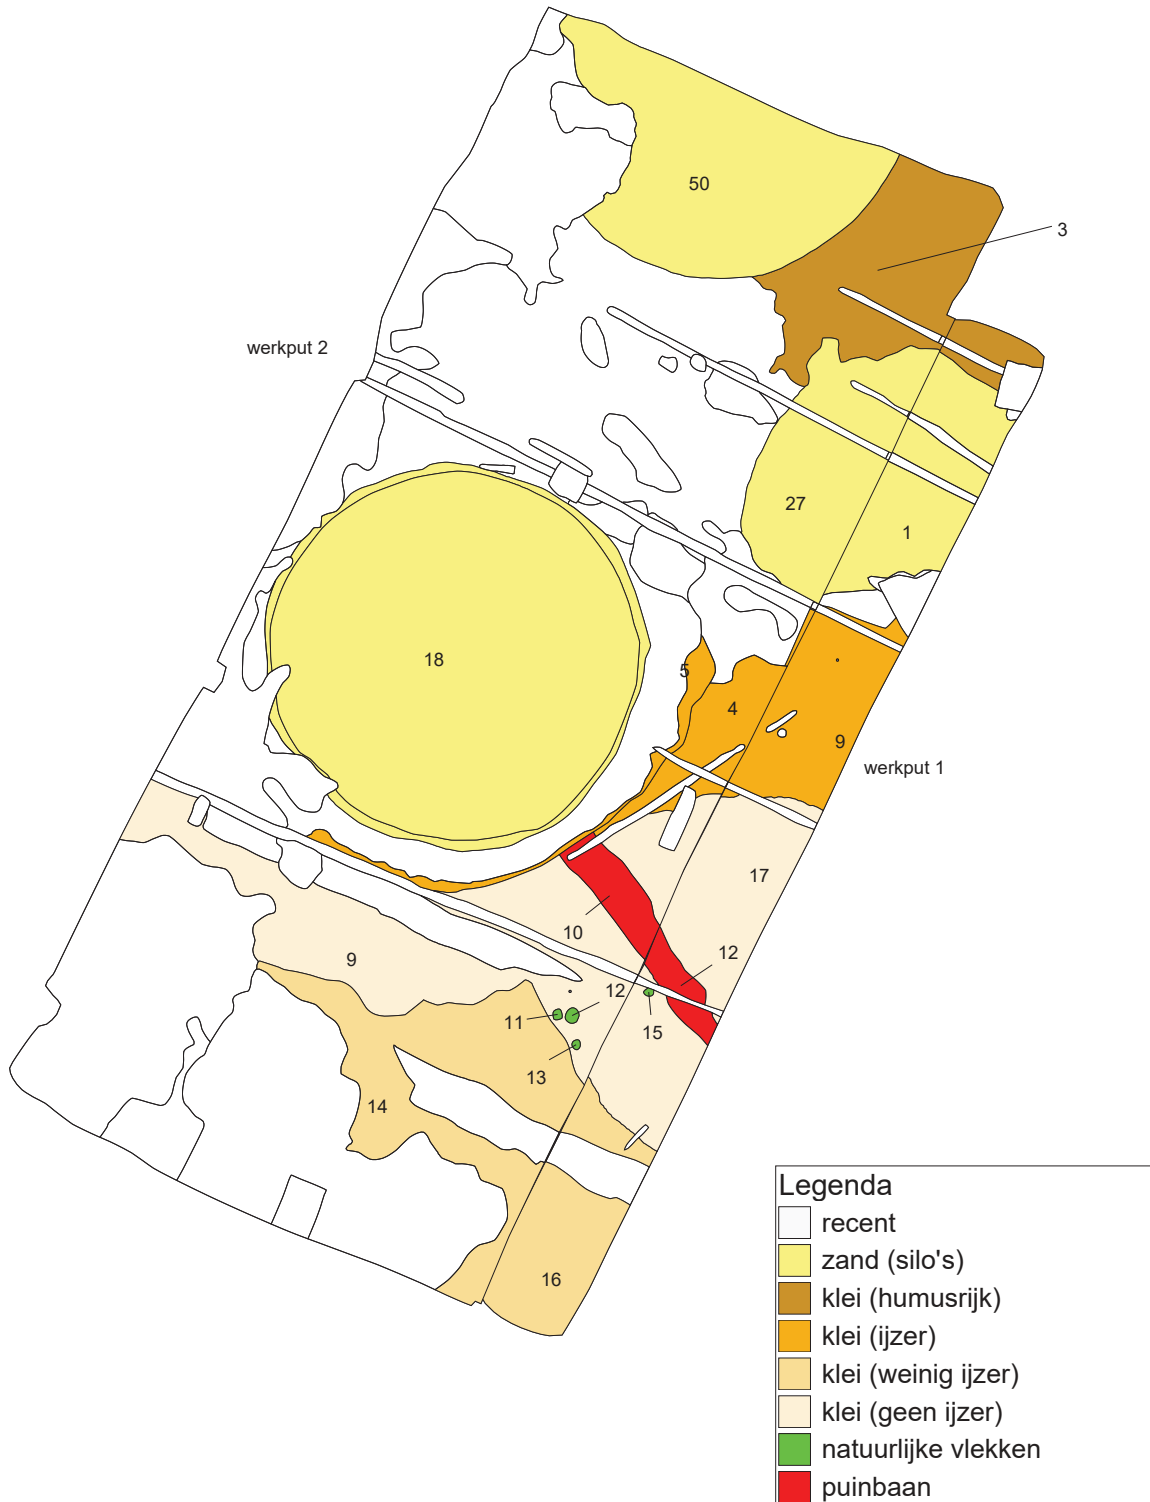 50
3
werkput 2
27
1
18
5
4
9
werkput 1
17
10
12
9
12
11
15
13
14
16
Legenda
recent
zand (silo's)
klei (humusrijk)
klei (ijzer)
klei (weinig ijzer)
klei (geen ijzer)
natuurlijke vlekken
puinbaan